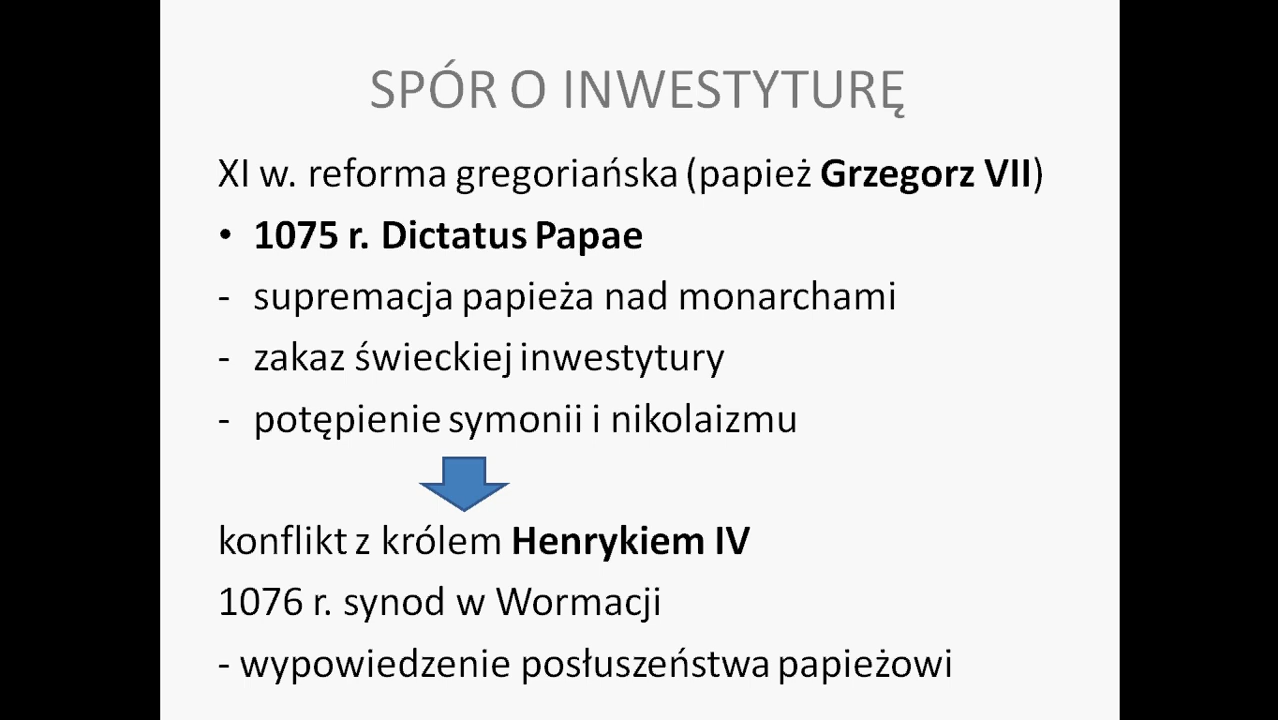 SPÓR O INWESTYTURĘ
XI w. reforma gregoriańska (papież Grzegorz VII)
• 1075 r. Dictatus Papae
- supremacja papieża nad monarchami
- zakaz świeckiej inwestytury
- potępienie symonii i nikolaizmu
konflikt z królem Henrykiem IV
1076 r. synod w Wormacji
- wypowiedzenie posłuszeństwa papieżowi